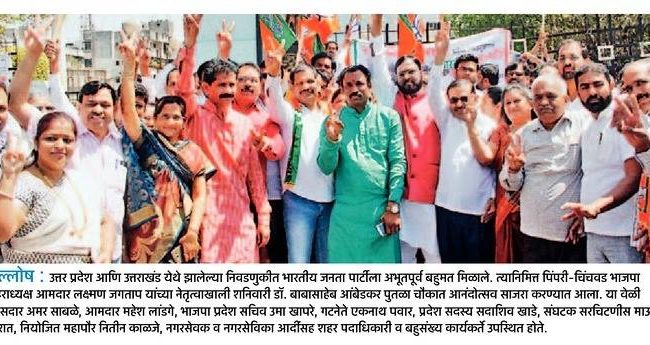 ल्लोष : उत्तर प्रदेश आणि उत्तराखंड येथे झालेल्या निवडणुकीत भारतीय जनता पार्टीला अभूतपूर्व बहुमत मिळाले. त्यानिमित्त पिंपरी-चिंचवड भाजपा
हराध्यक्ष आमदार लक्ष्मण जगताप यांच्या नेतृत्वाखाली शनिवारी डॉ. बाबासाहेब आंबेडकर पुतळा चौकात आनंदोत्सव साजरा करण्यात आला. या वेळी
सदार अमर साबळे, आमदार महेश लांडगे, भाजपा प्रदेश सचिव उमा खापरे, गटनेते एकनाथ पवार, प्रदेश सदस्य सदाशिव खाडे, संघटक सरचिटणीस माऊ
रात, नियोजित महापौर नितीन काळजे, नगरसेवक व नगरसेविका आदींसह शहर पदाधिकारी व बहुसंख्य कार्यकर्ते उपस्थित होते.